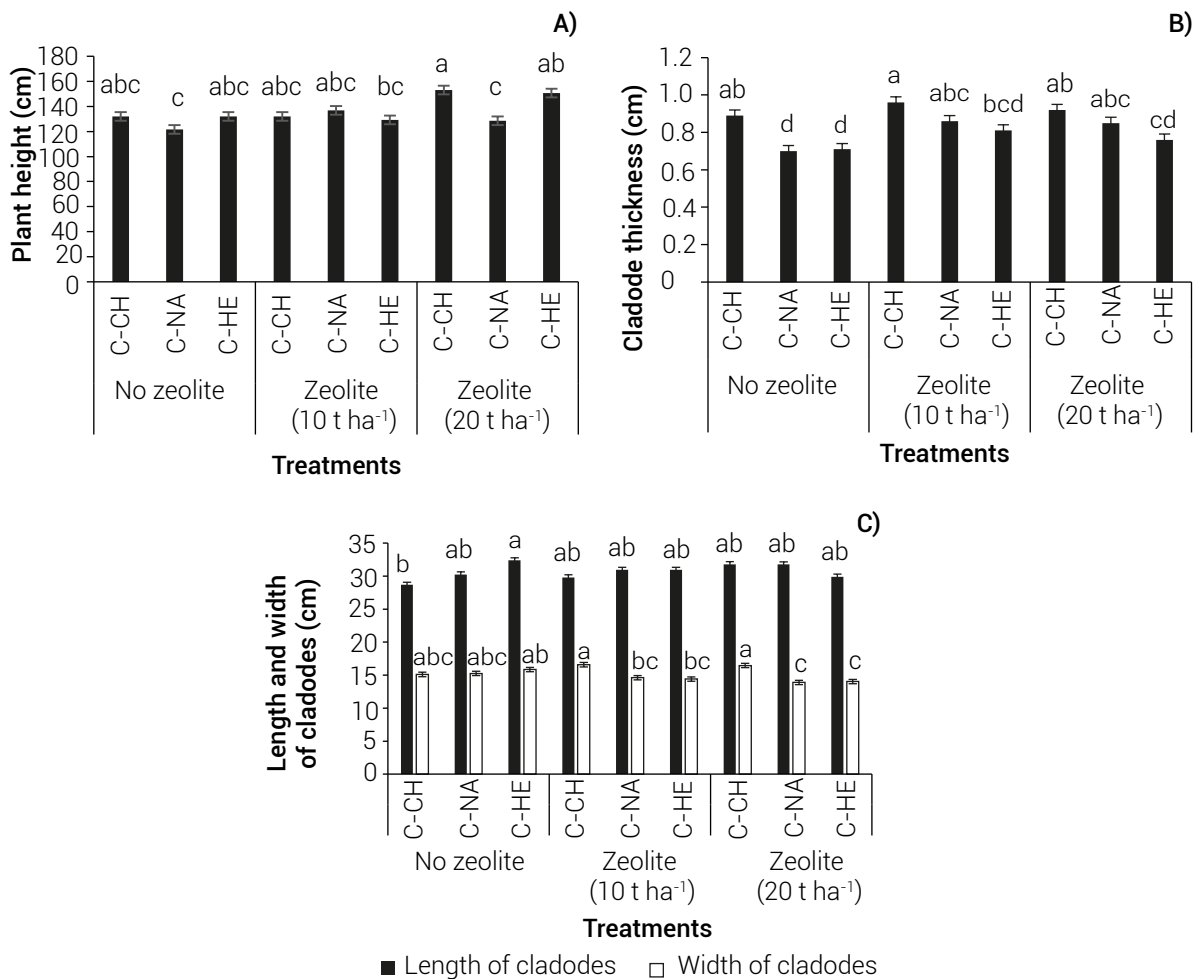 A)
Plant height (cm)
180
160
140
120
100
80
60
40
20
0
abc
c
abc
abc
abc
bc
a
c
ab
C-CH
C-NA
C-HE
C-CH
C-NA
C-HE
C-CH
C-NA
C-HE
No zeolite
Zeolite
(10 t ha⁻¹)
Zeolite
(20 t ha⁻¹)
Treatments
B)
Cladode thickness (cm)
1.2
1.0
0.8
0.6
0.4
0.2
0
ab
d
d
a
abc
bcd
ab
abc
cd
C-CH
C-NA
C-HE
C-CH
C-NA
C-HE
C-CH
C-NA
C-HE
No zeolite
Zeolite
(10 t ha⁻¹)
Zeolite
(20 t ha⁻¹)
Treatments
C)
Length and width
of cladodes (cm)
35
30
25
20
15
10
5
0
b
ab
a
ab
ab
ab
ab
ab
ab
abc
abc
ab
a
bc
bc
a
c
c
C-CH
C-NA
C-HE
C-CH
C-NA
C-HE
C-CH
C-NA
C-HE
No zeolite
Zeolite
(10 t ha⁻¹)
Zeolite
(20 t ha⁻¹)
Treatments
Length of cladodes
Width of cladodes